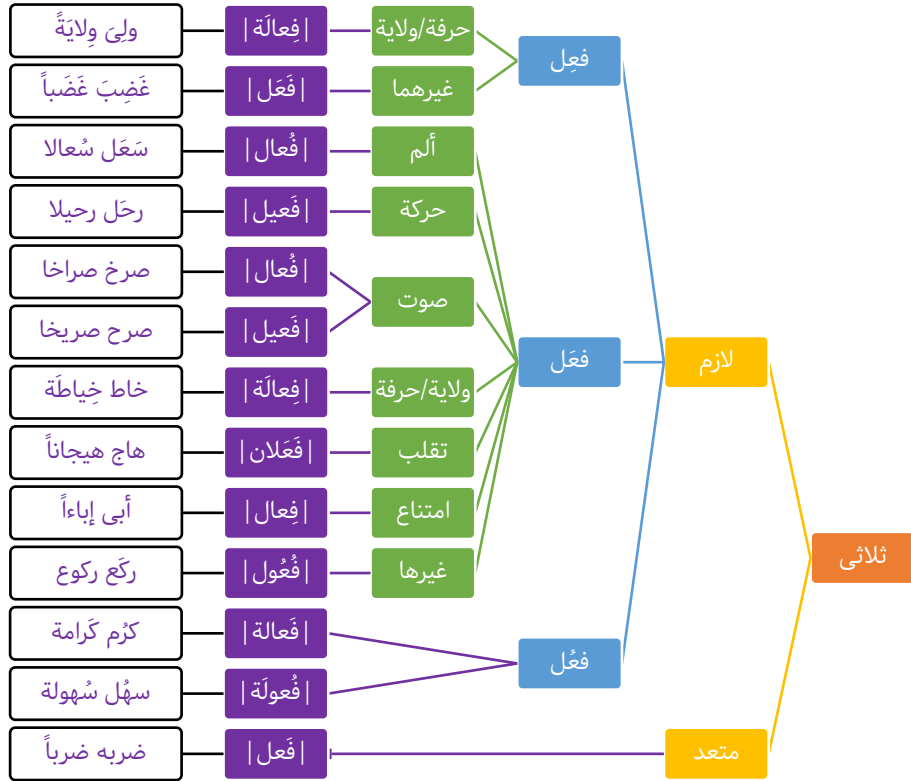 ثلاثی
لازم
فعِل
حرفة/ولاية
|فِعالَة|
ولِیَ وِلايَةً
غيرهما
|فَعَل|
غَضِبَ غَضَباً
فعَل
ألم
|فُعال|
سَعَل سُعالا
حركة
|فَعيل|
رحَل رحيلا
صوت
|فُعال|
صرخ صراخا
|فَعيل|
صرح صريخا
ولاية/حرفة
|فِعالَة|
خاط خِياطَة
تقلب
|فَعَلان|
هاج هيجاناً
امتناع
|فِعال|
أبی إباءاً
غيرها
|فُعُول|
ركَع ركوع
فعُل
|فَعالة|
كرُم كَرامة
|فُعولَة|
سهُل سُهولة
متعد
|فَعل|
ضربه ضرباً